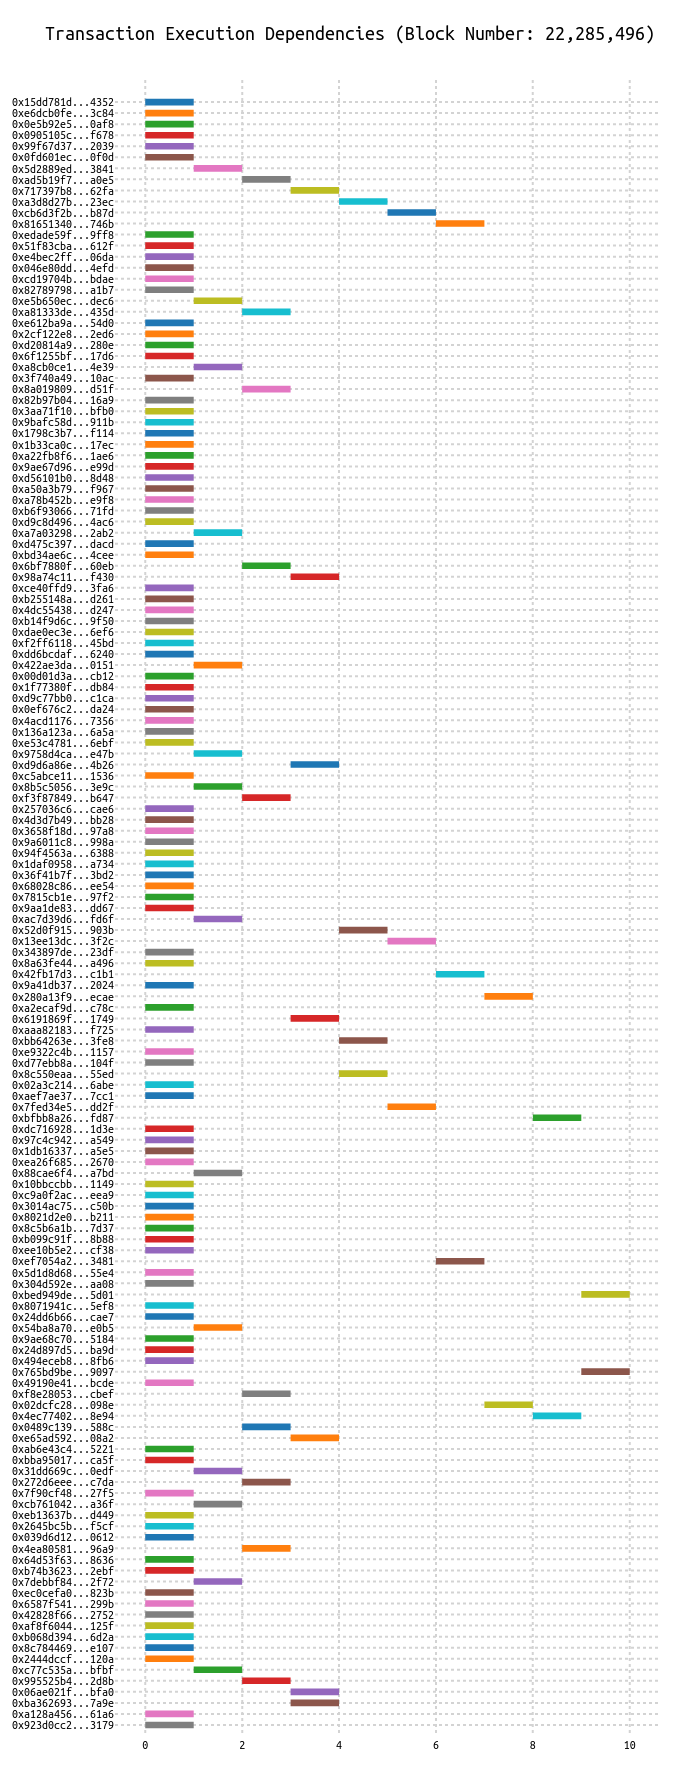 Transaction Execution Dependencies (Block Number: 22,285,496)
0x15dd781d...4352
0xe6dcb0fe...3c84
0x0e5b92e5...0af8
0x0905105c...f678
0x99f67d37...2039
0x0fd601ec...0f0d
0x5d2889ed...3841
0xad5b19f7...a0e5
0x717397b8...62fa
0xa3d8d27b...23ec
0xcb6d3f2b...b87d
0x81651340...746b
0xedade59f...9ff8
0x51f83cba...612f
0xe4bec2ff...06da
0x046e80dd...4efd
0xcd19704b...bdae
0x82789798...a1b7
0xe5b650ec...dec6
0xa81333de...435d
0xe612ba9a...54d0
0x2cf122e8...2ed6
0xd20814a9...280e
0x6f1255bf...17d6
0xa8cb0ce1...4e39
0x3f740a49...10ac
0x8a019809...d51f
0x82b97b04...16a9
0x3aa71f10...bfb0
0x9bafc58d...911b
0x1798c3b7...f114
0x1b33ca0c...17ec
0xa22fb8f6...1ae6
0x9ae67d96...e99d
0xd56101b0...8d48
0xa50a3b79...f967
0xa78b452b...e9f8
0xb6f93066...71fd
0xd9c8d496...4ac6
0xa7a03298...2ab2
0xd475c397...dacd
0xbd34ae6c...4cee
0x6bf7880f...60eb
0x98a74c11...f430
0xce40ffd9...3fa6
0xb255148a...d261
0x4dc55438...d247
0xb14f9d6c...9f50
0xdae0ec3e...6ef6
0xf2ff6118...45bd
0xdd6bcdaf...6240
0x422ae3da...0151
0x00d01d3a...cb12
0x1f77380f...db84
0xd9c77bb0...c1ca
0x0ef676c2...da24
0x4acd1176...7356
0x136a123a...6a5a
0xe53c4781...6ebf
0x9758d4ca...e47b
0xd9d6a86e...4b26
0xc5abce11...1536
0x8b5c5056...3e9c
0xf3f87849...b647
0x257036c6...cae6
0x4d3d7b49...bb28
0x3658f18d...97a8
0x9a6011c8...998a
0x94f4563a...6388
0x1daf0958...a734
0x36f41b7f...3bd2
0x68028c86...ee54
0x7815cb1e...97f2
0x9aa1de83...dd67
0xac7d39d6...fd6f
0x52d0f915...903b
0x13ee13dc...3f2c
0x343897de...23df
0x8a63fe44...a496
0x42fb17d3...c1b1
0x9a41db37...2024
0x280a13f9...ecae
0xa2ecaf9d...c78c
0x6191869f...1749
0xaaa82183...f725
0xbb64263e...3fe8
0xe9322c4b...1157
0xd77ebb8a...104f
0x8c550eaa...55ed
0x02a3c214...6abe
0xaef7ae37...7cc1
0x7fed34e5...dd2f
0xbfbb8a26...fd87
0xdc716928...1d3e
0x97c4c942...a549
0x1db16337...a5e5
0xea26f685...2670
0x88cae6f4...a7bd
0x10bbccbb...1149
0xc9a0f2ac...eea9
0x3014ac75...c50b
0x8021d2e0...b211
0x8c5b6a1b...7d37
0xb099c91f...8b88
0xee10b5e2...cf38
0xef7054a2...3481
0x5d1d8d68...55e4
0x304d592e...aa08
0xbed949de...5d01
0x8071941c...5ef8
0x24dd6b66...cae7
0x54ba8a70...e0b5
0x9ae68c70...5184
0x24d897d5...ba9d
0x494eceb8...8fb6
0x765bd9be...9097
0x49190e41...bcde
0xf8e28053...cbef
0x02dcfc28...098e
0x4ec77402...8e94
0x0489c139...588c
0xe65ad592...08a2
0xab6e43c4...5221
0xbba95017...ca5f
0x31dd669c...0edf
0x272d6eee...c7da
0x7f90cf48...27f5
0xcb761042...a36f
0xeb13637b...d449
0x2645bc5b...f5cf
0x039d6d12...0612
0x4ea80581...96a9
0x64d53f63...8636
0xb74b3623...2ebf
0x7debbf84...2f72
0xec0cefa0...823b
0x6587f541...299b
0x42828f66...2752
0xaf8f6044...125f
0xb068d394...6d2a
0x8c784469...e107
0x2444dccf...120a
0xc77c535a...bfbf
0x995525b4...2d8b
0x06ae021f...bfa0
0xba362693...7a9e
0xa128a456...61a6
0x923d0cc2...3179
0 2 4 6 8 10